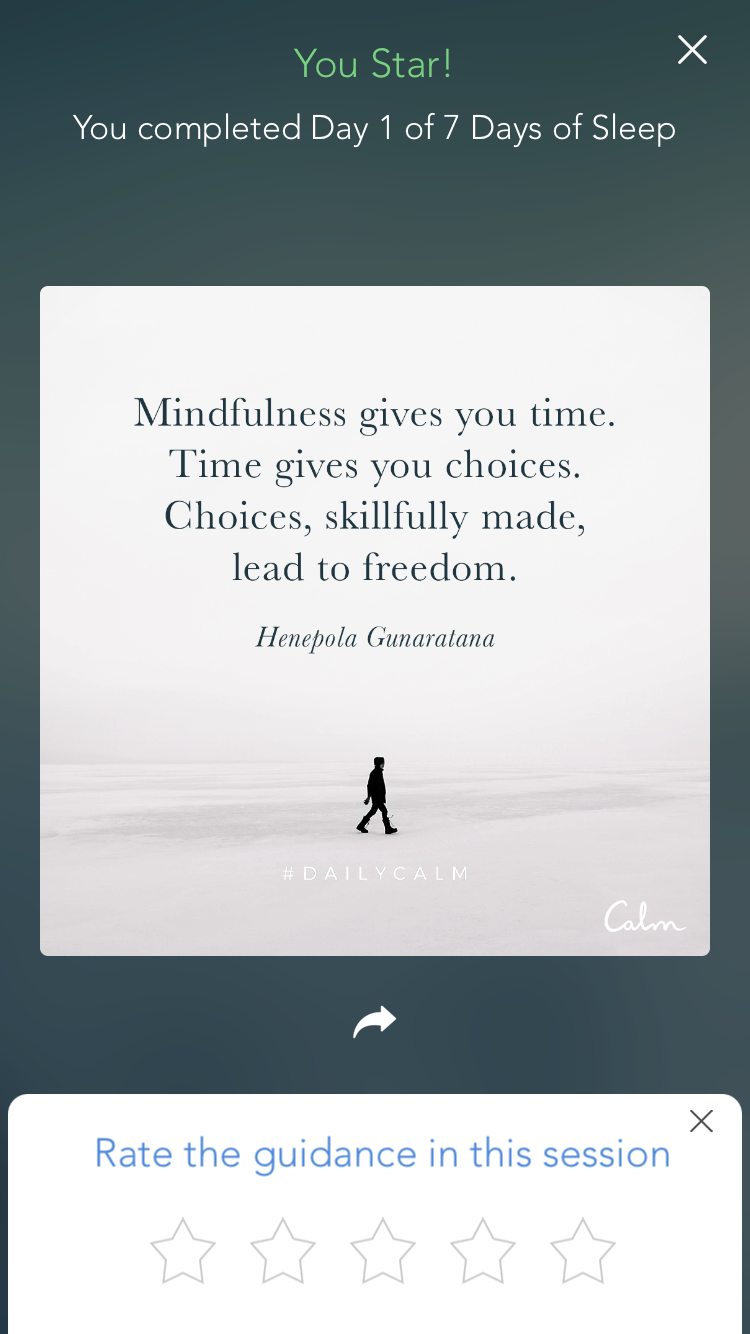 You Star!
You completed Day 1 of 7 Days of Sleep
Mindfulness gives you time.
Time gives you choices.
Choices, skillfully made,
lead to freedom.
Henepola Gunaratana
#DAILYCALM
Calm
Rate the guidance in this session